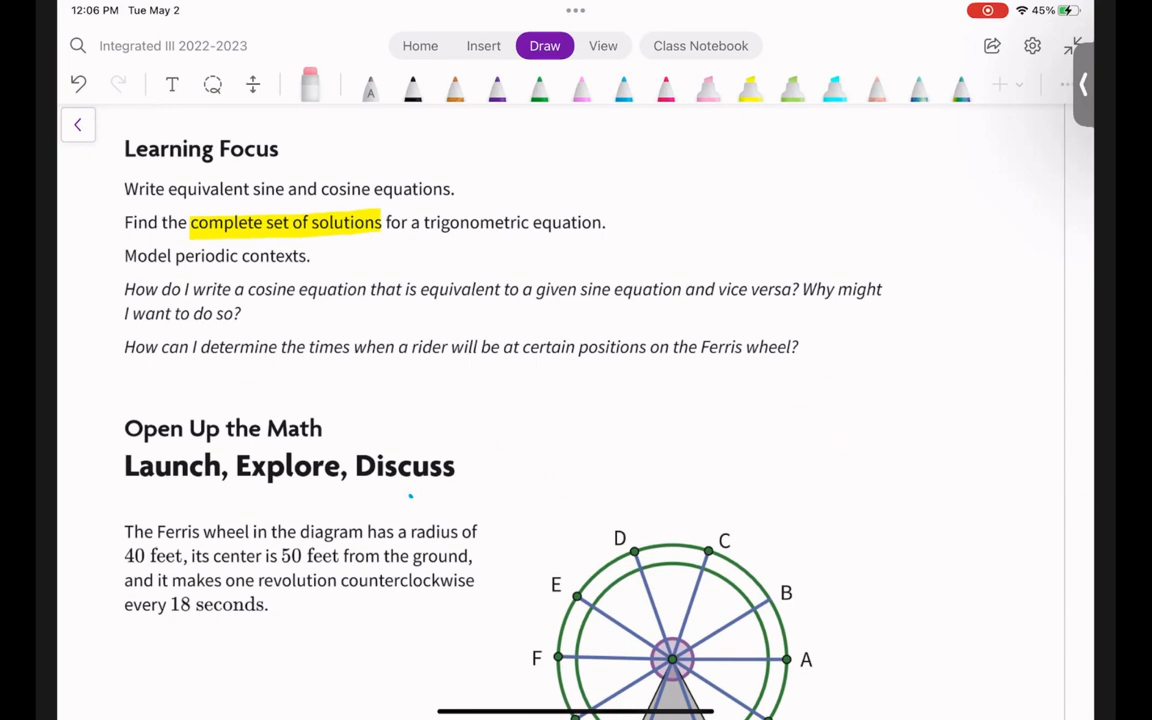 12:06 PM Tue May 2
45%
Integrated III 2022-2023
Home Insert Draw View Class Notebook
T
A
Learning Focus
Write equivalent sine and cosine equations.
Find the complete set of solutions for a trigonometric equation.
Model periodic contexts.
How do I write a cosine equation that is equivalent to a given sine equation and vice versa? Why might
I want to do so?
How can I determine the times when a rider will be at certain positions on the Ferris wheel?
Open Up the Math
Launch, Explore, Discuss
The Ferris wheel in the diagram has a radius of
40 feet, its center is 50 feet from the ground,
and it makes one revolution counterclockwise
every 18 seconds.
D C
E B
F A